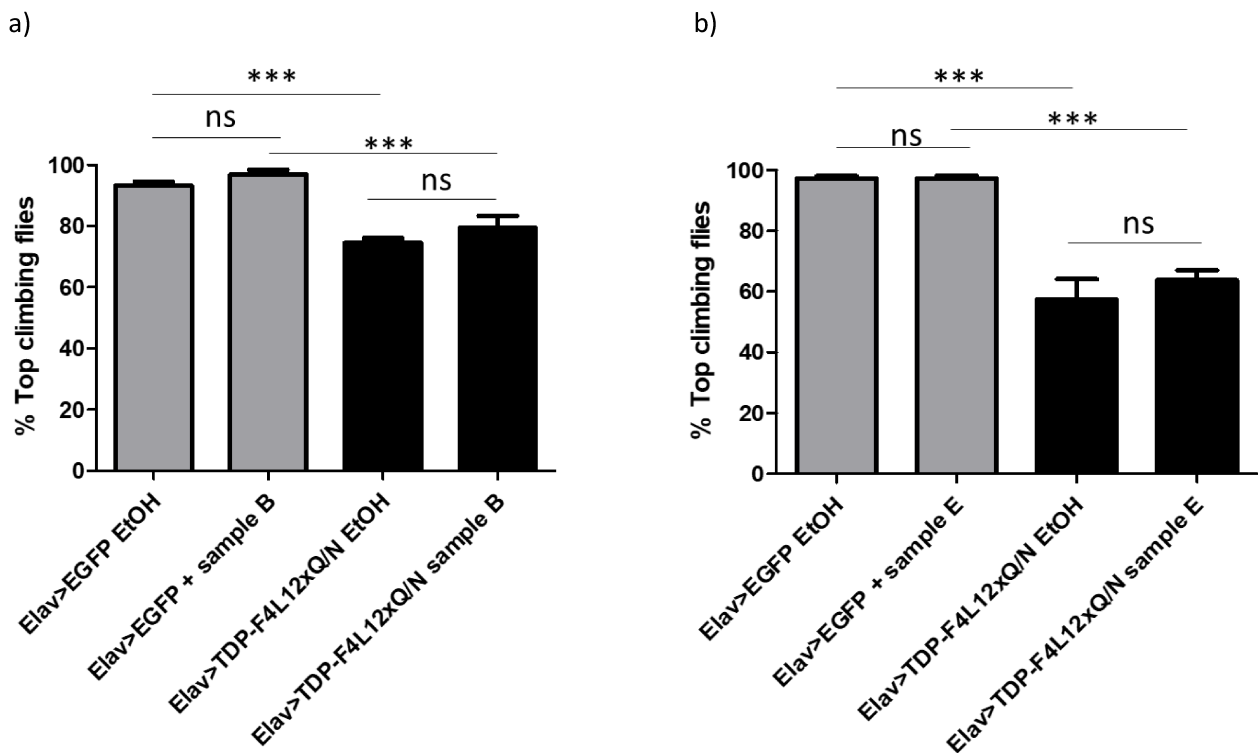 a)
***
ns
***
ns
% Top climbing flies
100
80
60
40
20
0
Elav>EGFP EtOH
Elav>EGFP + sample B
Elav>TDP-F4L12xQ/N EtOH
Elav>TDP-F4L12xQ/N sample B
b)
***
***
ns
ns
% Top climbing flies
100
80
60
40
20
0
Elav>EGFP EtOH
Elav>EGFP + sample E
Elav>TDP-F4L12xQ/N EtOH
Elav>TDP-F4L12xQ/N sample E